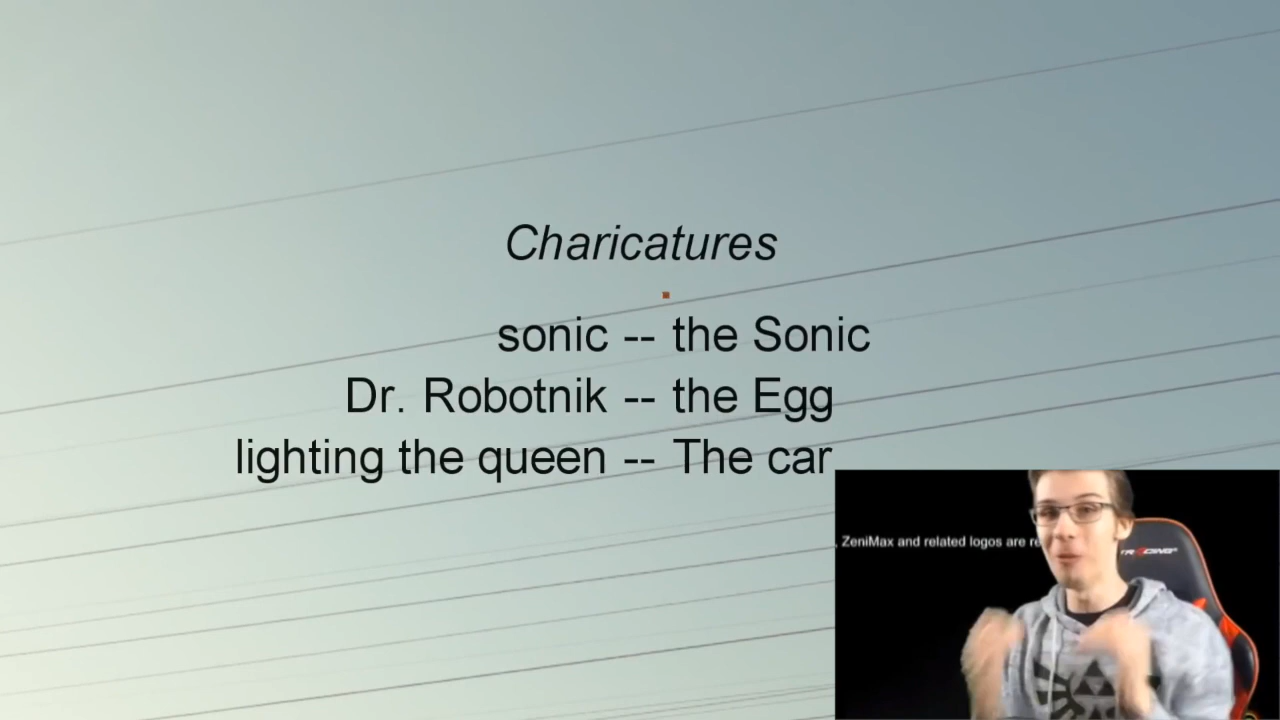 Charicatures
sonic -- the Sonic
Dr. Robotnik -- the Egg
lighting the queen -- The car
, ZeniMax and related logos are re